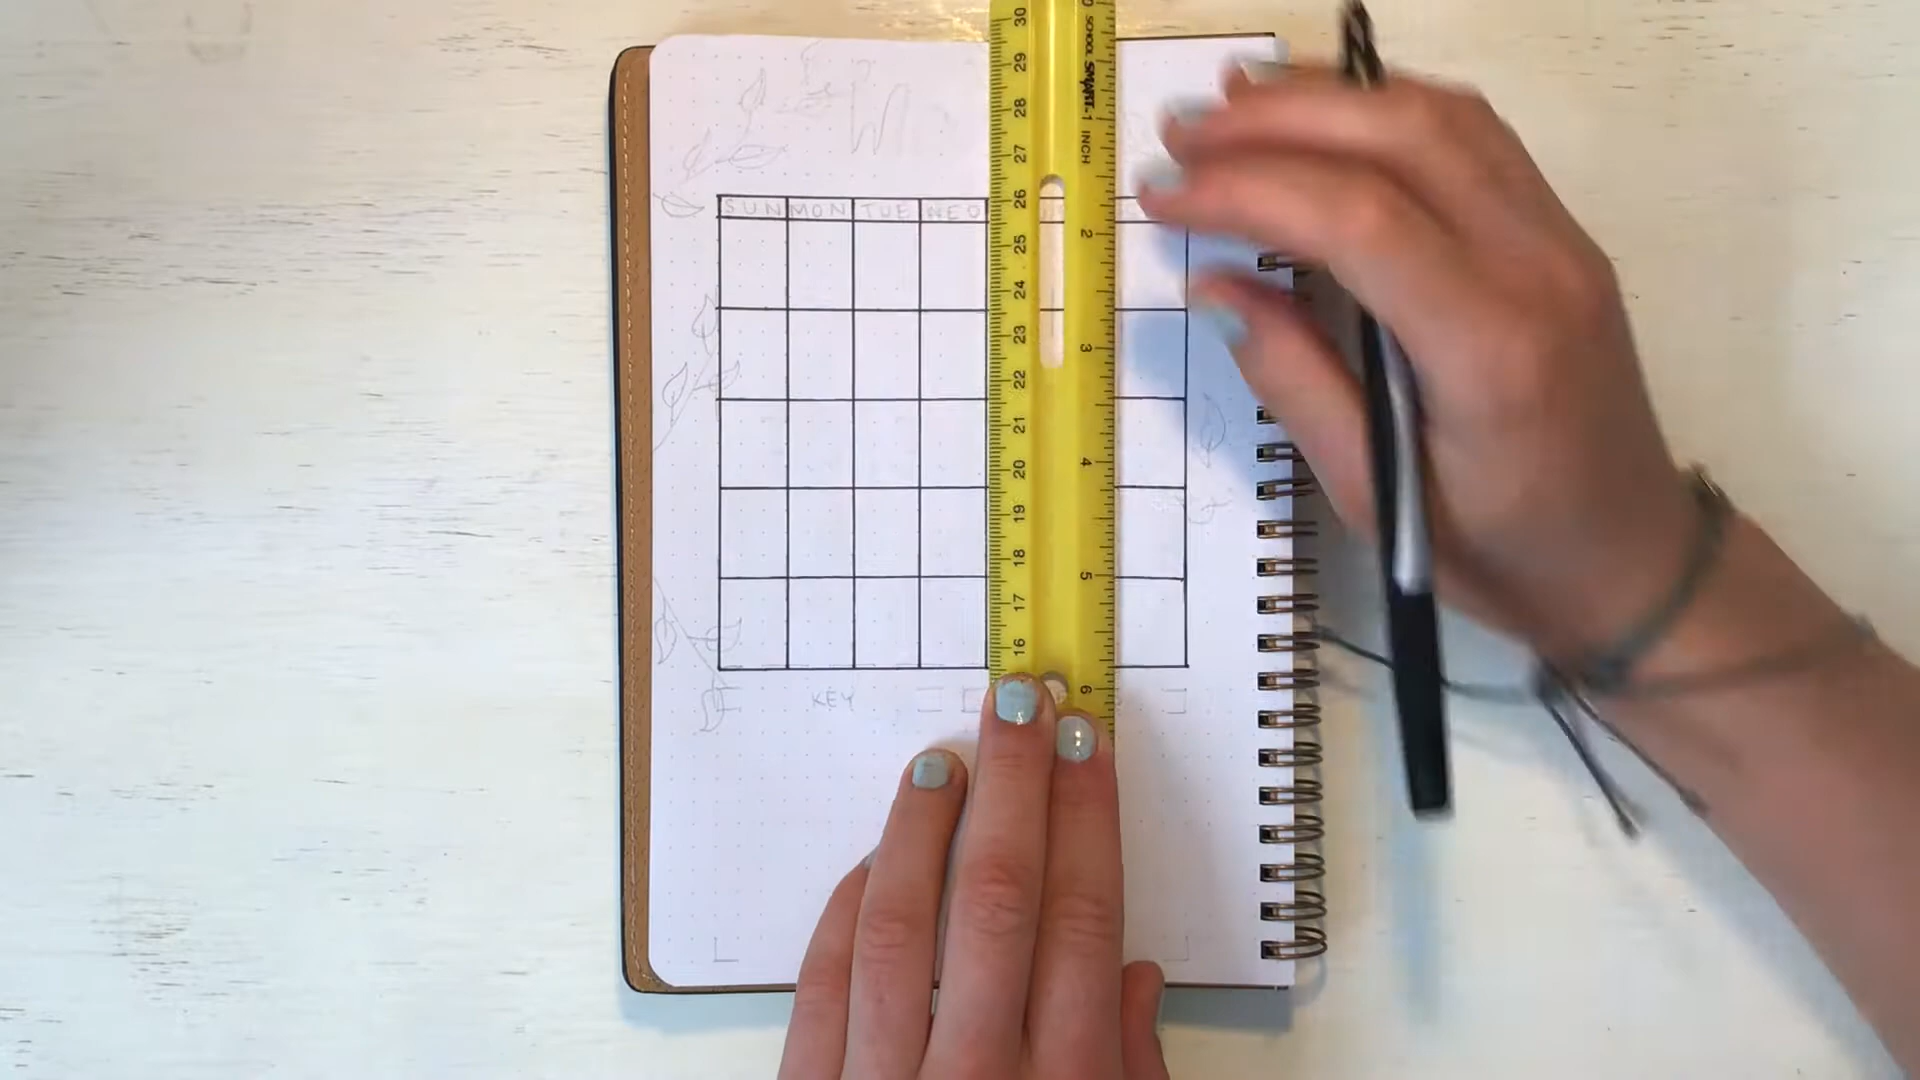 SUN MON TUE WED
KEY
30 29 28 27 26 25 24 23 22 21 20 19 18 17 16
SCHOOL SMART
1 INCH 2 3 4 5 6